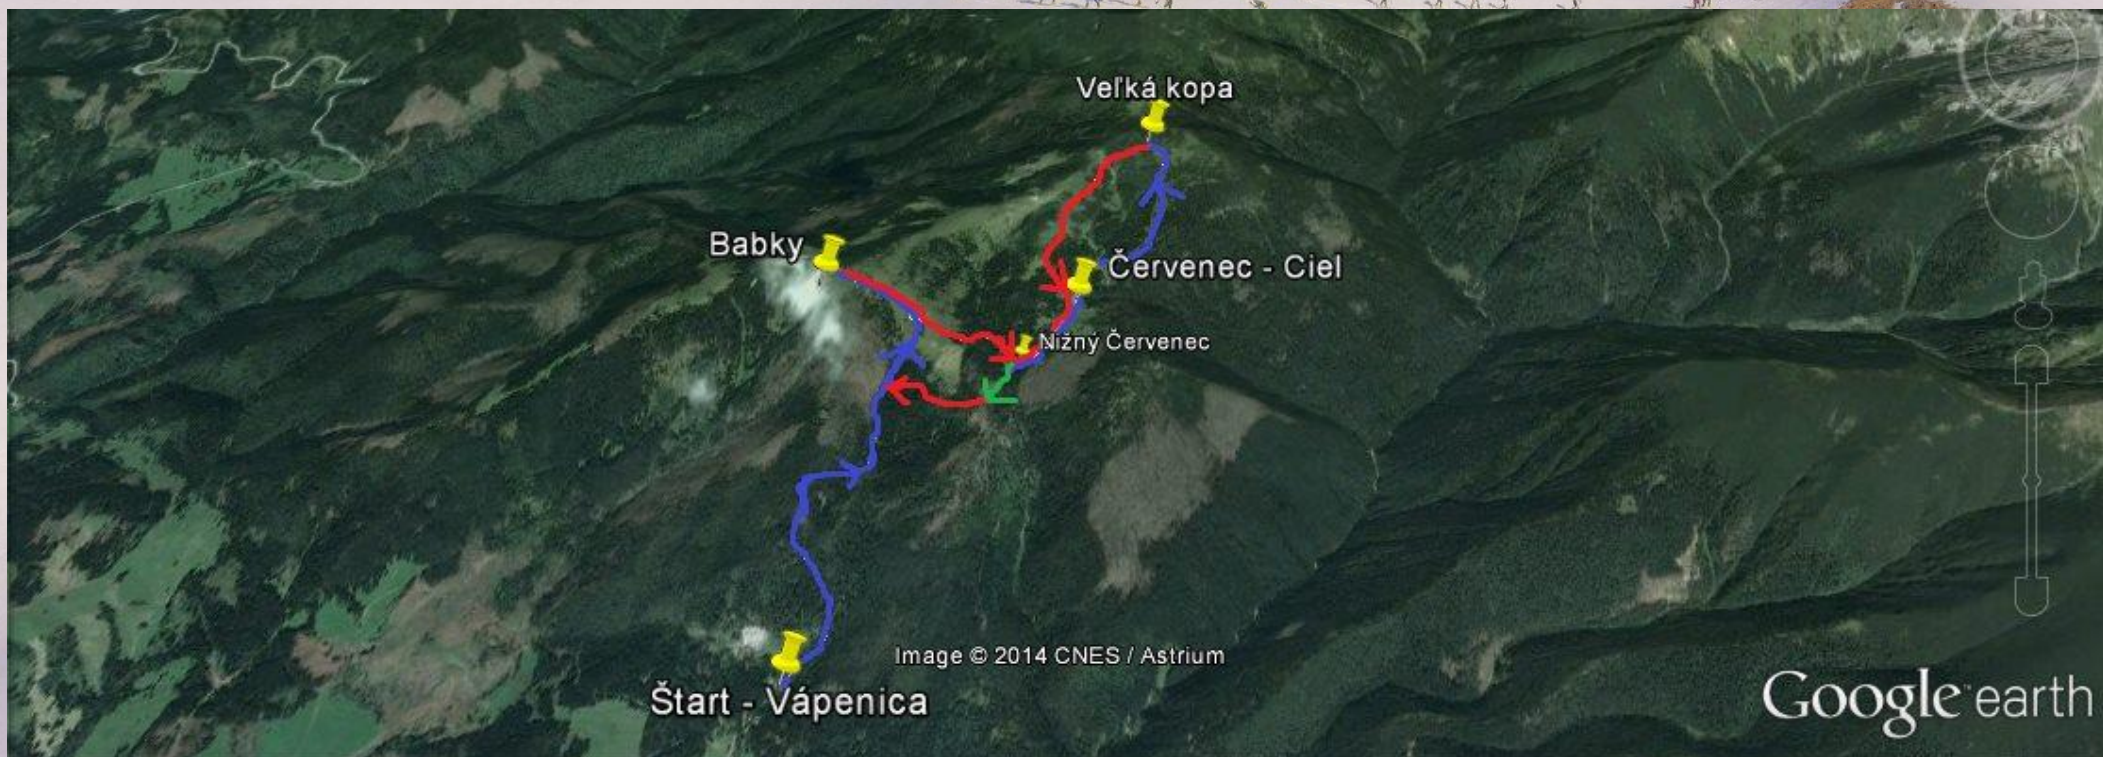 Veľká kopa
Babky
Červenec - Ciel
Nižný Červenec
Image © 2014 CNES / Astrium
Štart - Vápenica
Google earth